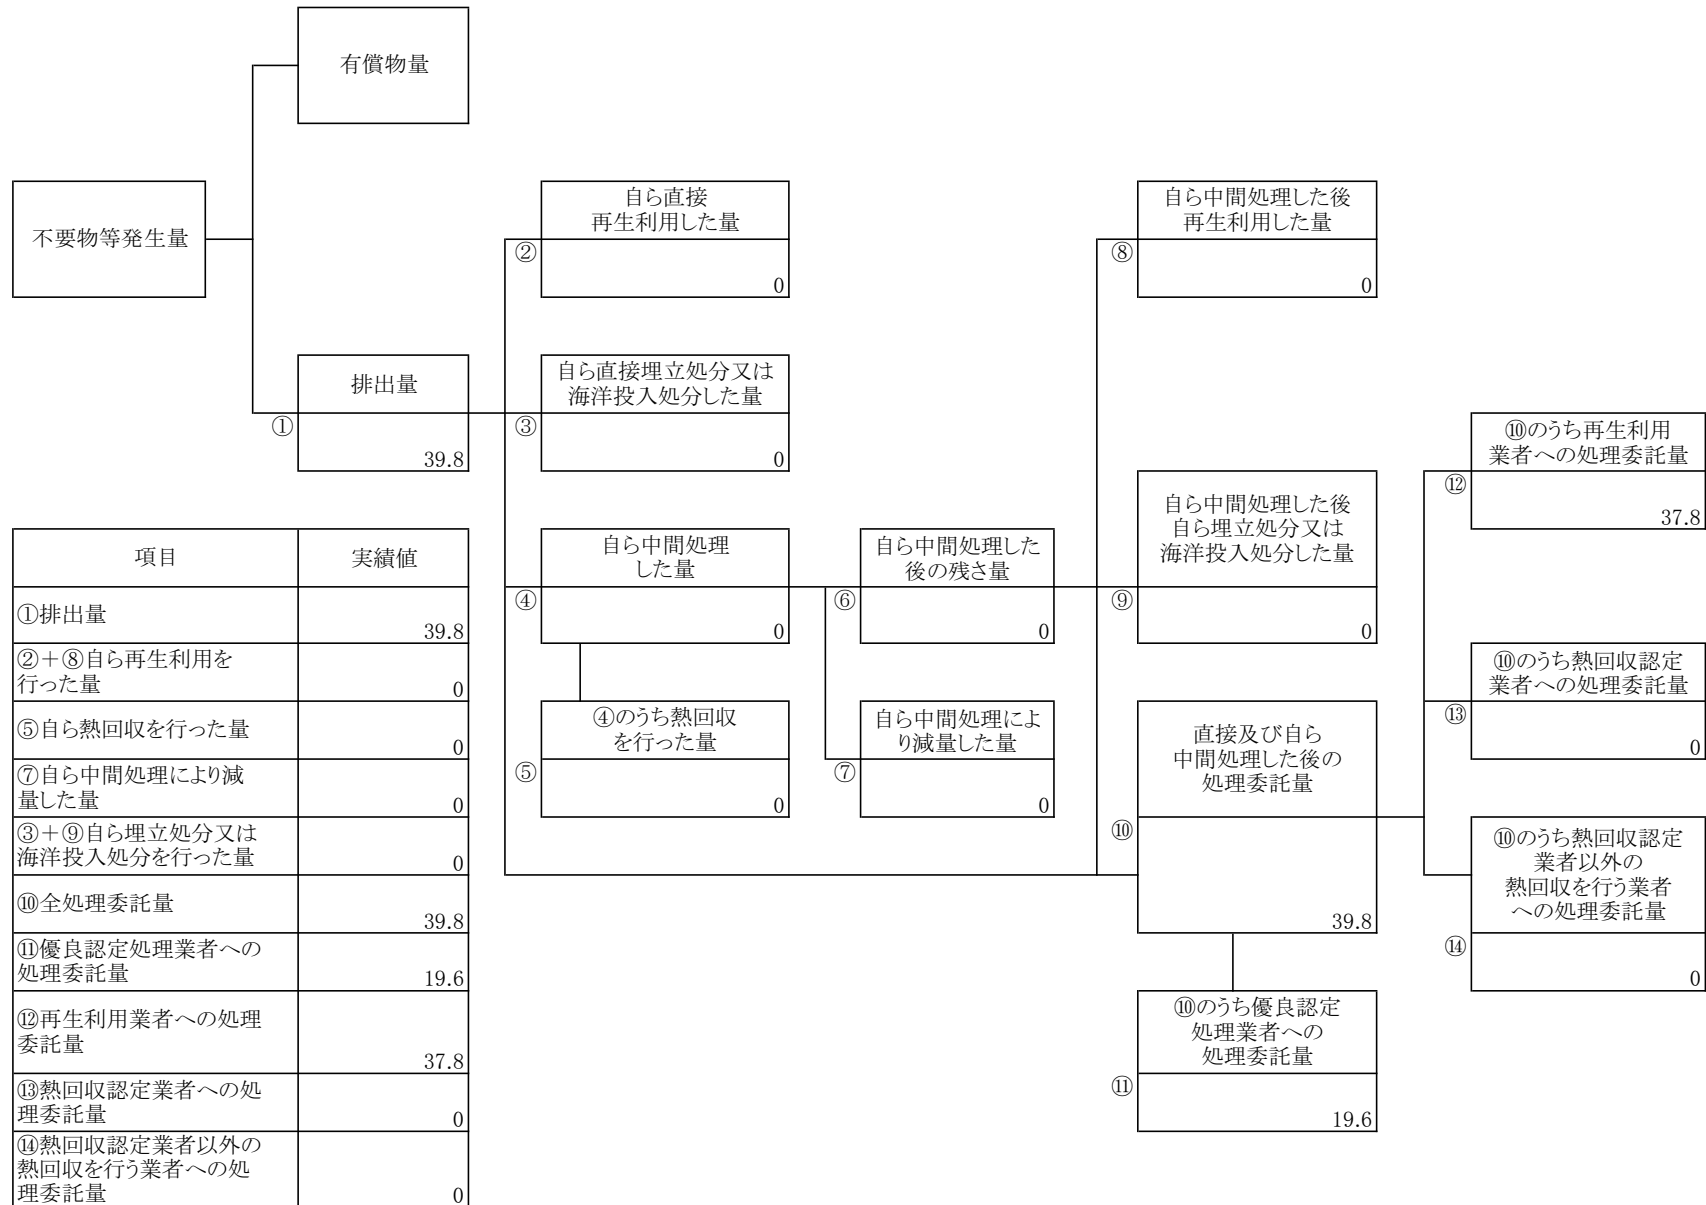 有償物量
不要物等発生量
排出量
①
39.8
自ら直接
再生利用した量
②
0
自ら直接埋立処分又は
海洋投入処分した量
③
0
自ら中間処理
した量
④
0
④のうち熱回収
を行った量
⑤
0
自ら中間処理した
後の残さ量
⑥
0
自ら中間処理によ
り減量した量
⑦
0
自ら中間処理した後
再生利用した量
⑧
0
自ら中間処理した後
自ら埋立処分又は
海洋投入処分した量
⑨
0
直接及び自ら
中間処理した後の
処理委託量
⑩
39.8
⑩のうち優良認定
処理業者への
処理委託量
⑪
19.6
⑩のうち再生利用
業者への処理委託量
⑫
37.8
⑩のうち熱回収認定
業者への処理委託量
⑬
0
⑩のうち熱回収認定
業者以外の
熱回収を行う業者
への処理委託量
⑭
0
項目 実績値
①排出量
39.8
②+⑧自ら再生利用を
行った量
0
⑤自ら熱回収を行った量
0
⑦自ら中間処理により減
量した量
0
③+⑨自ら埋立処分又は
海洋投入処分を行った量
0
⑩全処理委託量
39.8
⑪優良認定処理業者への
処理委託量
19.6
⑫再生利用業者への処理
委託量
37.8
⑬熱回収認定業者への処
理委託量
0
⑭熱回収認定業者以外の
熱回収を行う業者への処
理委託量
0